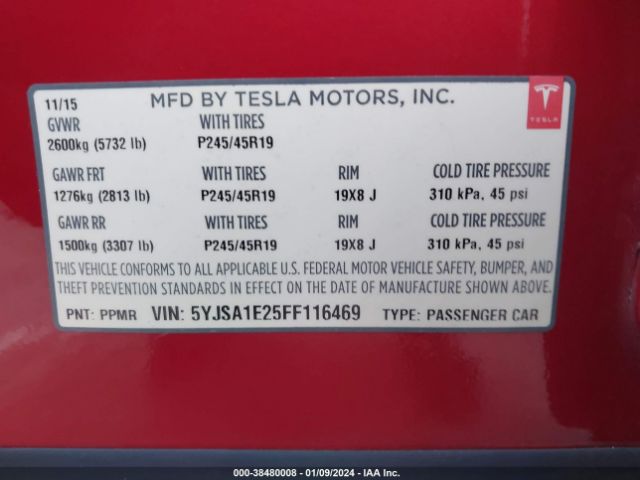 11/15 MFD BY TESLA MOTORS, INC.
TESLA
GVWR WITH TIRES
2600kg (5732 lb) P245/45R19
GAWR FRT WITH TIRES RIM COLD TIRE PRESSURE
1276kg (2813 lb) P245/45R19 19X8 J 310 kPa, 45 psi
GAWR RR WITH TIRES RIM COLD TIRE PRESSURE
1500kg (3307 lb) P245/45R19 19X8 J 310 kPa, 45 psi
THIS VEHICLE CONFORMS TO ALL APPLICABLE U.S. FEDERAL MOTOR VEHICLE SAFETY, BUMPER, AND
THEFT PREVENTION STANDARDS IN EFFECT ON THE DATE OF MANUFACTURE SHOWN ABOVE.
PNT: PPMR VIN: 5YJSA1E25FF116469 TYPE: PASSENGER CAR
000-38480008 - 01/09/2024 - IAA Inc.